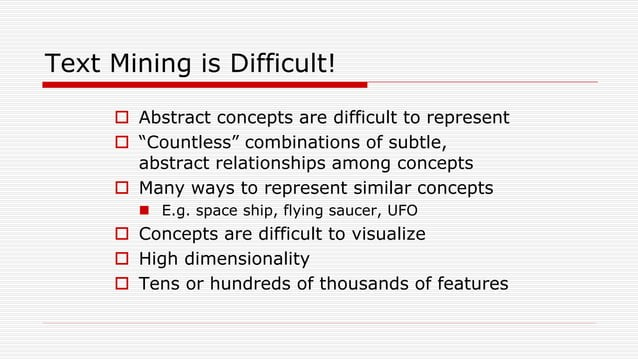 Text Mining is Difficult!
Abstract concepts are difficult to represent
“Countless” combinations of subtle,
abstract relationships among concepts
Many ways to represent similar concepts
E.g. space ship, flying saucer, UFO
Concepts are difficult to visualize
High dimensionality
Tens or hundreds of thousands of features